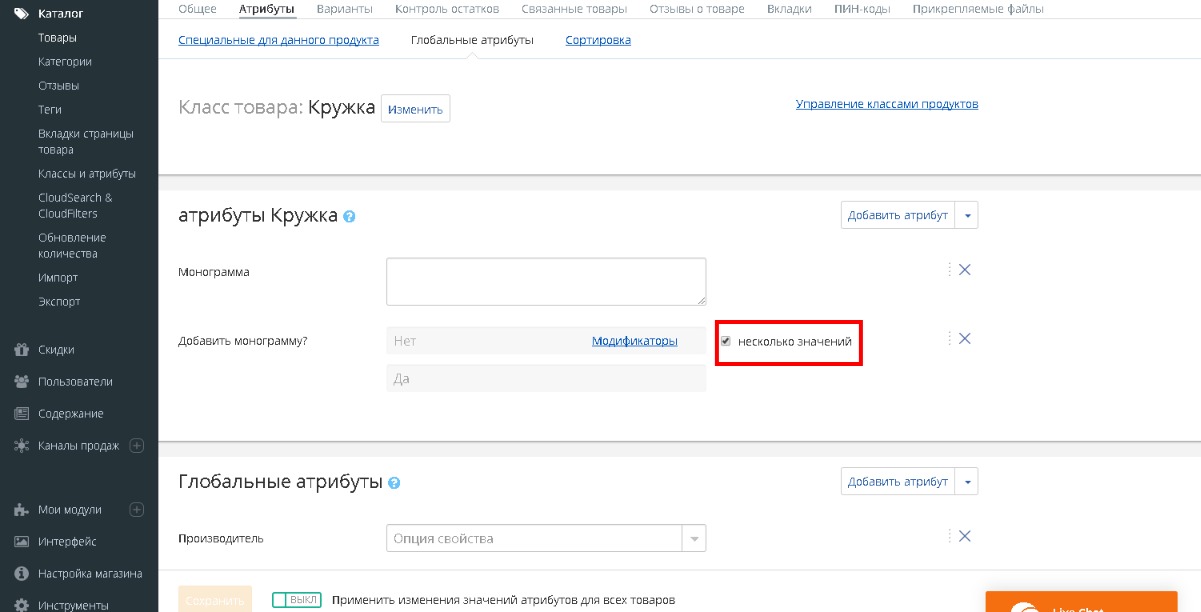 Каталог
Товары
Категории
Отзывы
Теги
Вкладки страницы
товара
Классы и атрибуты
CloudSearch &
CloudFilters
Обновление
количества
Импорт
Экспорт
Скидки
Пользователи
Содержание
Каналы продаж
Мои модули
Интерфейс
Настройка магазина
Инструменты
Общее Атрибуты Варианты Контроль остатков Связанные товары Отзывы о товаре Вкладки ПИН-коды Прикрепляемые файлы
Специальные для данного продукта Глобальные атрибуты Сортировка
Класс товара: Кружка Изменить Управление классами продуктов
атрибуты Кружка ? Добавить атрибут
Монограмма
Добавить монограмму? Нет Модификаторы несколько значений
Да
Глобальные атрибуты ? Добавить атрибут
Производитель Опция свойства
Сохранить ВЫКЛ Применить изменения значений атрибутов для всех товаров
Live Chat